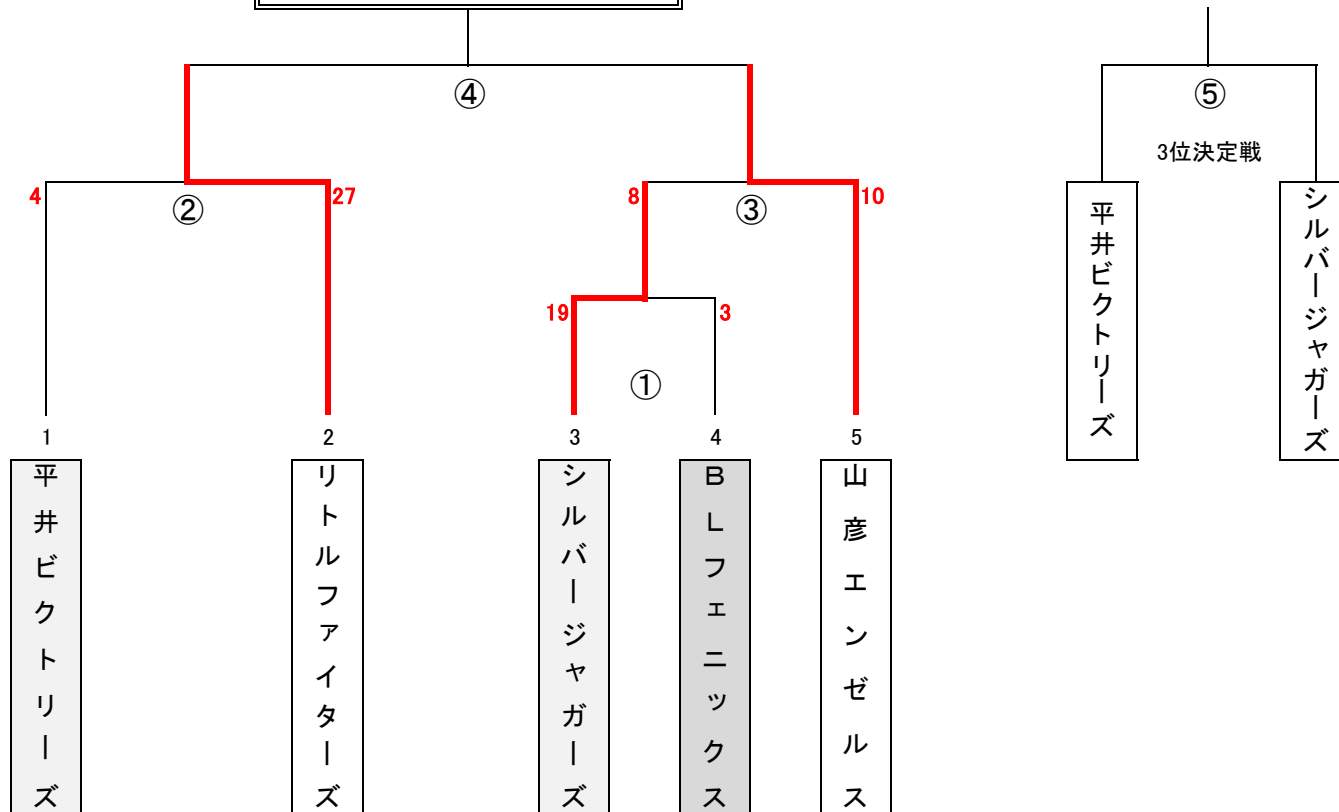 ④
⑤
3位決定戦
4
②
27
8
③
10
平井ビクトリーズ
シルバージャガーズ
19
3
①
1
2
3
4
5
平井ビクトリーズ
リトルファイターズ
シルバージャガーズ
BLフェニックス
山彦エンゼルス